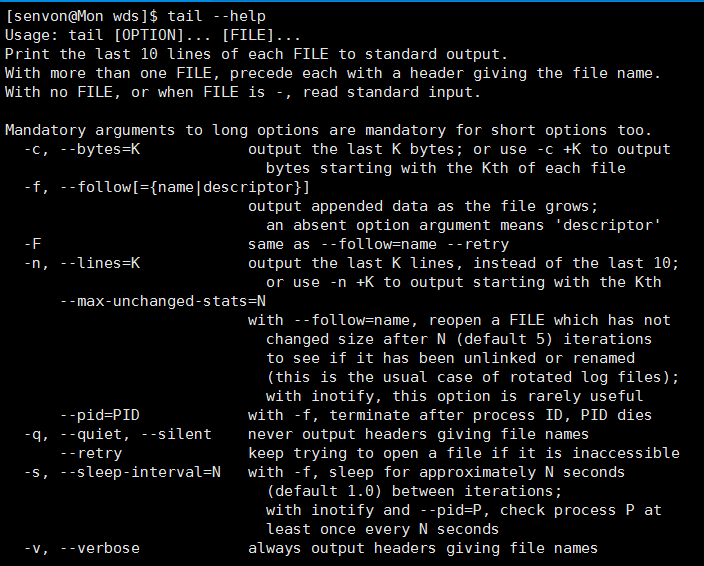 [senvon@Mon wds]$ tail --help
Usage: tail [OPTION]... [FILE]...
Print the last 10 lines of each FILE to standard output.
With more than one FILE, precede each with a header giving the file name.
With no FILE, or when FILE is -, read standard input.

Mandatory arguments to long options are mandatory for short options too.
  -c, --bytes=K            output the last K bytes; or use -c +K to output
                             bytes starting with the Kth of each file
  -f, --follow[={name|descriptor}]
                           output appended data as the file grows;
                             an absent option argument means 'descriptor'
  -F                       same as --follow=name --retry
  -n, --lines=K            output the last K lines, instead of the last 10;
                             or use -n +K to output starting with the Kth
      --max-unchanged-stats=N
                           with --follow=name, reopen a FILE which has not
                             changed size after N (default 5) iterations
                             to see if it has been unlinked or renamed
                             (this is the usual case of rotated log files);
                             with inotify, this option is rarely useful
      --pid=PID            with -f, terminate after process ID, PID dies
  -q, --quiet, --silent    never output headers giving file names
      --retry              keep trying to open a file if it is inaccessible
  -s, --sleep-interval=N   with -f, sleep for approximately N seconds
                             (default 1.0) between iterations;
                             with inotify and --pid=P, check process P at
                             least once every N seconds
  -v, --verbose            always output headers giving file names